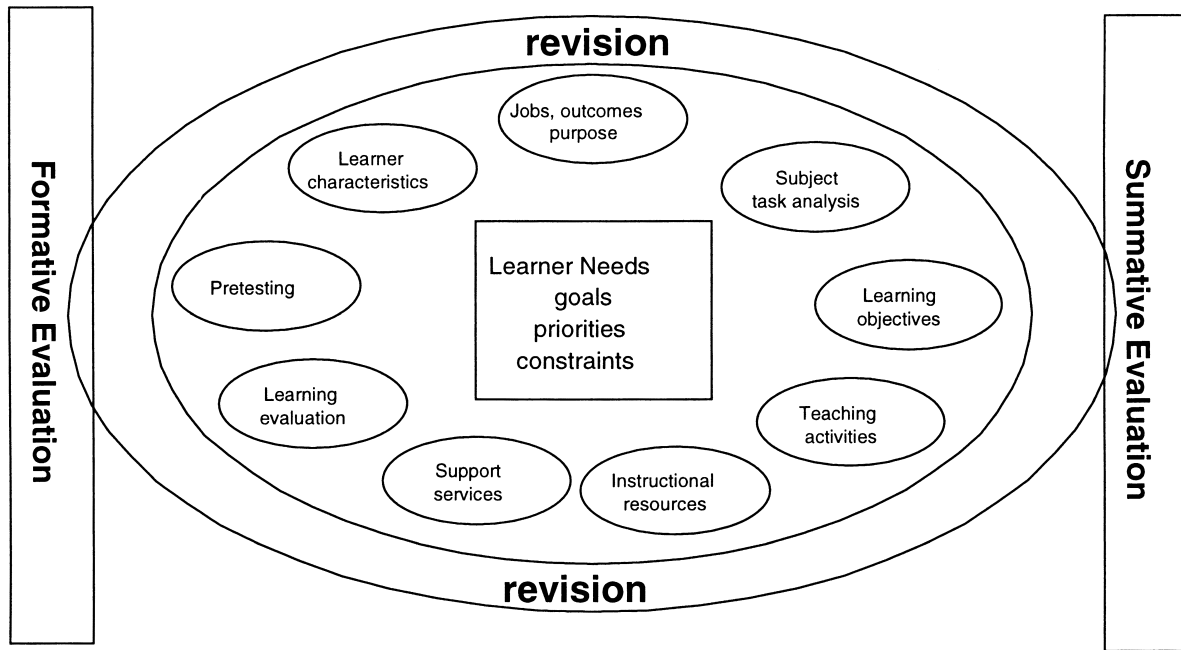 revision
Jobs, outcomes
purpose
Learner
characteristics
Subject
task analysis
Pretesting
Learner Needs
goals
priorities
constraints
Learning
objectives
Learning
evaluation
Teaching
activities
Support
services
Instructional
resources
revision
Formative Evaluation
Summative Evaluation